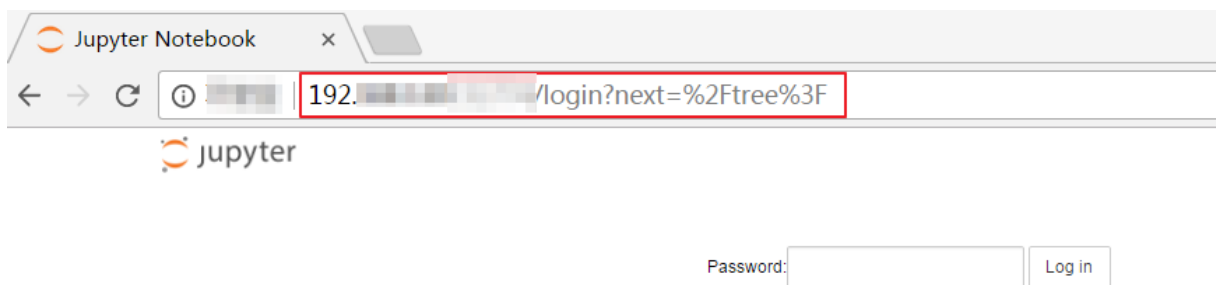 Jupyter Notebook
192. /login?next=%2Ftree%3F
jupyter
Password: Log in